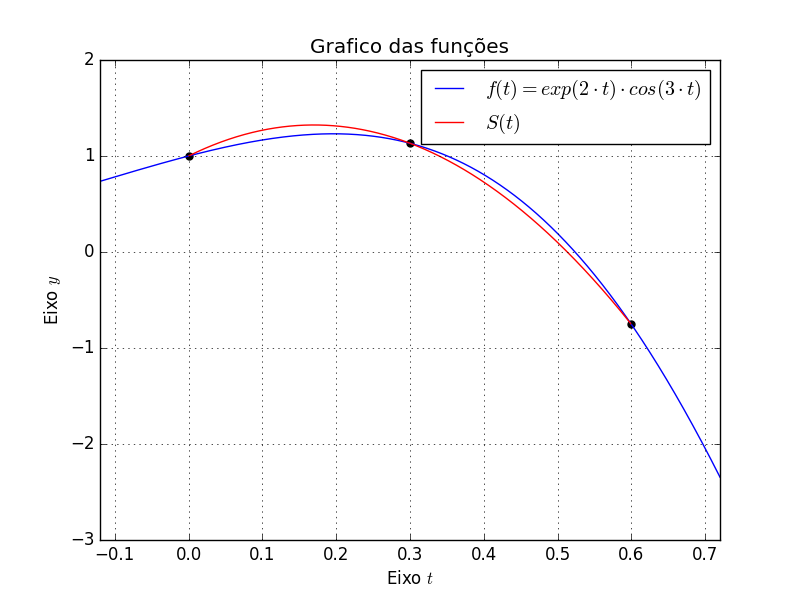 Grafico das funções
f(t) = exp(2 · t) · cos(3 · t)
S(t)
2
1
0
−1
−2
−3
Eixo y
−0.1 0.0 0.1 0.2 0.3 0.4 0.5 0.6 0.7
Eixo t